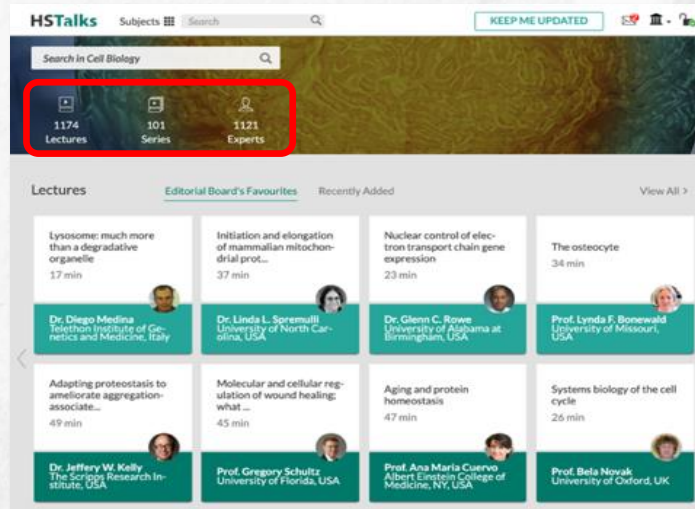 HSTalks Subjects Search KEEP ME UPDATED
Search in Cell Biology
1174 101 1121
Lectures Series Experts
Lectures Editorial Board's Favourites Recently Added View All >
Lysosome: much more
than a degradative
organelle
17 min
Dr. Diego Medina
Telethon Institute of Ge-
netics and Medicine, Italy
Initiation and elongation
of mammalian mitochon-
drial prot...
37 min
Dr. Linda L. Spremulli
University of North Car-
olina, USA
Nuclear control of elec-
tron transport chain gene
expression
23 min
Dr. Glenn C. Rowe
University of Alabama at
Birmingham, USA
The osteocyte
34 min
Prof. Lynda F. Bonewald
University of Missouri,
USA
Adapting proteostasis to
ameliorate aggregation-
associate...
49 min
Dr. Jeffery W. Kelly
The Scripps Research In-
stitute, USA
Molecular and cellular reg-
ulation of wound healing;
what ...
45 min
Prof. Gregory Schultz
University of Florida, USA
Aging and protein
homeostasis
47 min
Prof. Ana Maria Cuervo
Albert Einstein College of
Medicine, NY, USA
Systems biology of the cell
cycle
26 min
Prof. Bela Novak
University of Oxford, UK